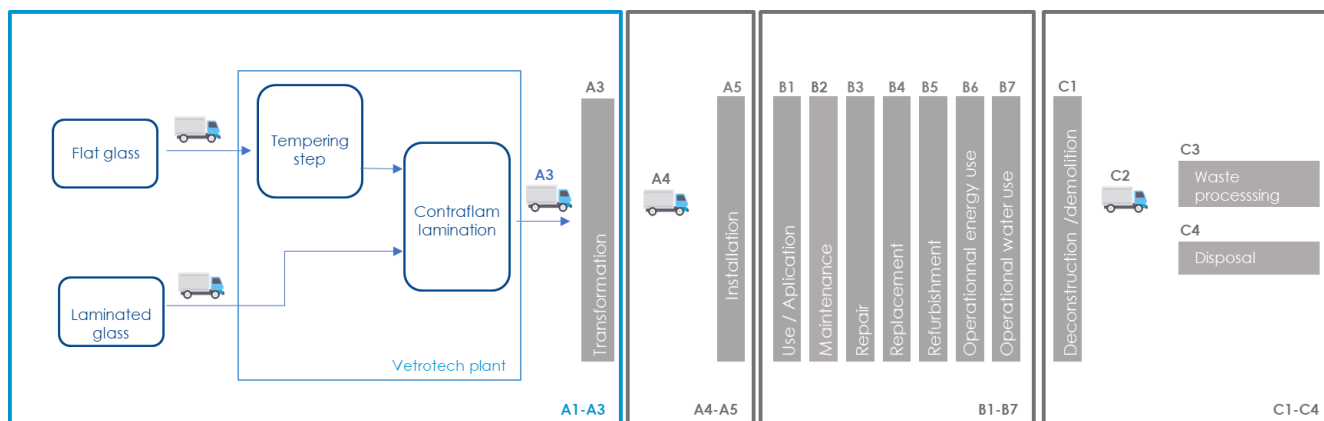 Flat glass
Laminated
glass
Tempering
step
Contraflam
lamination
Vetrotech plant
A3
A3
Transformation
A1-A3
A4
A5
Installation
A4-A5
B1
Use / Aplication
B2
Maintenance
B3
Repair
B4
Replacement
B5
Refurbishment
B6
Operationnal energy use
B7
Operational water use
B1-B7
C1
Deconstruction /demolition
C2
C3
Waste
processsing
C4
Disposal
C1-C4